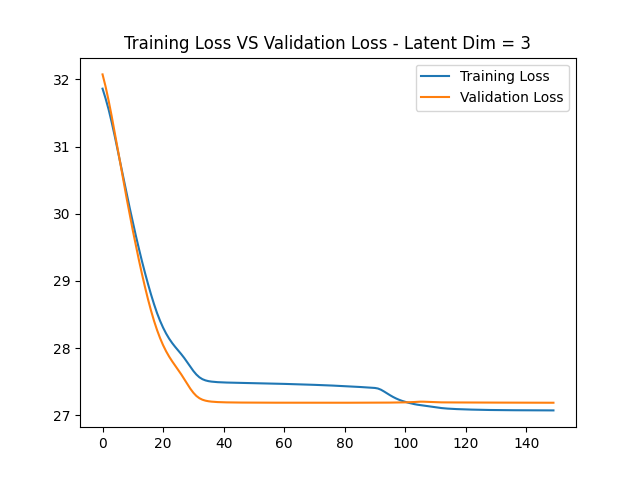 Training Loss VS Validation Loss - Latent Dim = 3
Training Loss
Validation Loss
32
31
30
29
28
27
0 20 40 60 80 100 120 140